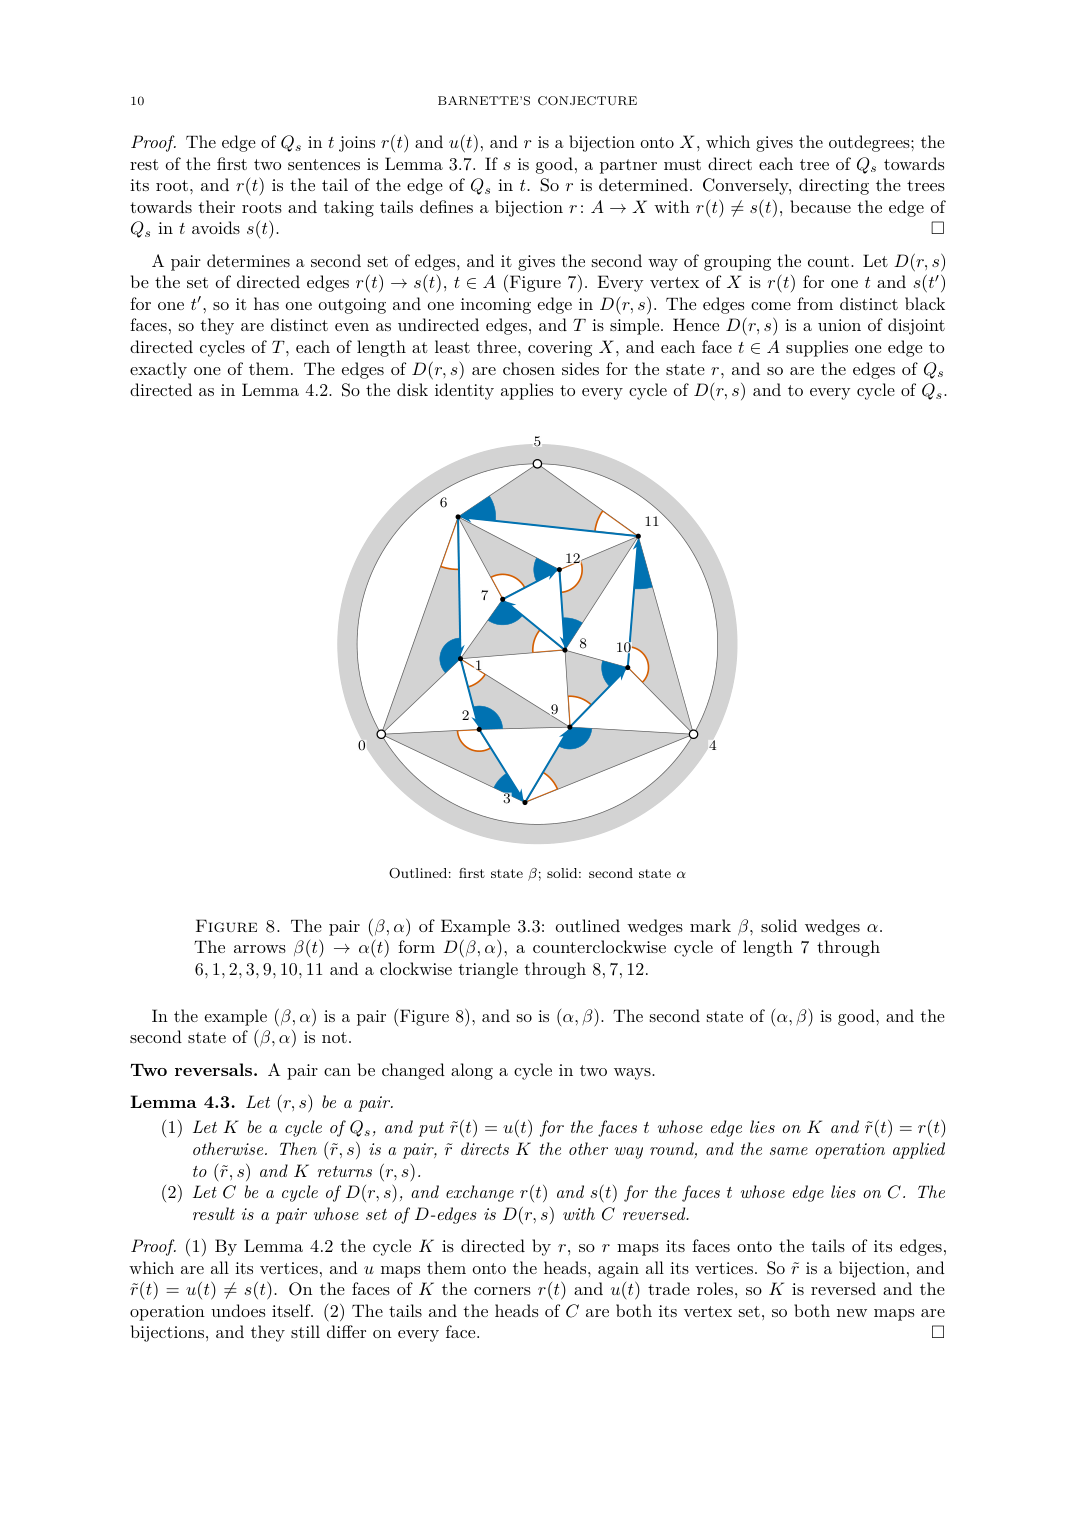 10
BARNETTE'S CONJECTURE
Proof. The edge of Qₛ in t joins r(t) and u(t), and r is a bijection onto X, which gives the outdegrees; the
rest of the first two sentences is Lemma 3.7. If s is good, a partner must direct each tree of Qₛ towards
its root, and r(t) is the tail of the edge of Qₛ in t. So r is determined. Conversely, directing the trees
towards their roots and taking tails defines a bijection r: A → X with r(t) ≠ s(t), because the edge of
Qₛ in t avoids s(t). □
A pair determines a second set of edges, and it gives the second way of grouping the count. Let D(r, s)
be the set of directed edges r(t) → s(t), t ∈ A (Figure 7). Every vertex of X is r(t) for one t and s(t′)
for one t′, so it has one outgoing and one incoming edge in D(r, s). The edges come from distinct black
faces, so they are distinct even as undirected edges, and T is simple. Hence D(r, s) is a union of disjoint
directed cycles of T, each of length at least three, covering X, and each face t ∈ A supplies one edge to
exactly one of them. The edges of D(r, s) are chosen sides for the state r, and so are the edges of Qₛ
directed as in Lemma 4.2. So the disk identity applies to every cycle of D(r, s) and to every cycle of Qₛ.
5
6
11
12
7
8
10
1
2
9
0
4
3
Outlined: first state β; solid: second state α
Figure 8. The pair (β, α) of Example 3.3: outlined wedges mark β, solid wedges α.
The arrows β(t) → α(t) form D(β, α), a counterclockwise cycle of length 7 through
6, 1, 2, 3, 9, 10, 11 and a clockwise triangle through 8, 7, 12.
In the example (β, α) is a pair (Figure 8), and so is (α, β). The second state of (α, β) is good, and the
second state of (β, α) is not.
Two reversals. A pair can be changed along a cycle in two ways.
Lemma 4.3. Let (r, s) be a pair.
(1) Let K be a cycle of Qₛ, and put r̃(t) = u(t) for the faces t whose edge lies on K and r̃(t) = r(t)
otherwise. Then (r̃, s) is a pair, r̃ directs K the other way round, and the same operation applied
to (r̃, s) and K returns (r, s).
(2) Let C be a cycle of D(r, s), and exchange r(t) and s(t) for the faces t whose edge lies on C. The
result is a pair whose set of D-edges is D(r, s) with C reversed.
Proof. (1) By Lemma 4.2 the cycle K is directed by r, so r maps its faces onto the tails of its edges,
which are all its vertices, and u maps them onto the heads, again all its vertices. So r̃ is a bijection, and
r̃(t) = u(t) ≠ s(t). On the faces of K the corners r(t) and u(t) trade roles, so K is reversed and the
operation undoes itself. (2) The tails and the heads of C are both its vertex set, so both new maps are
bijections, and they still differ on every face. □